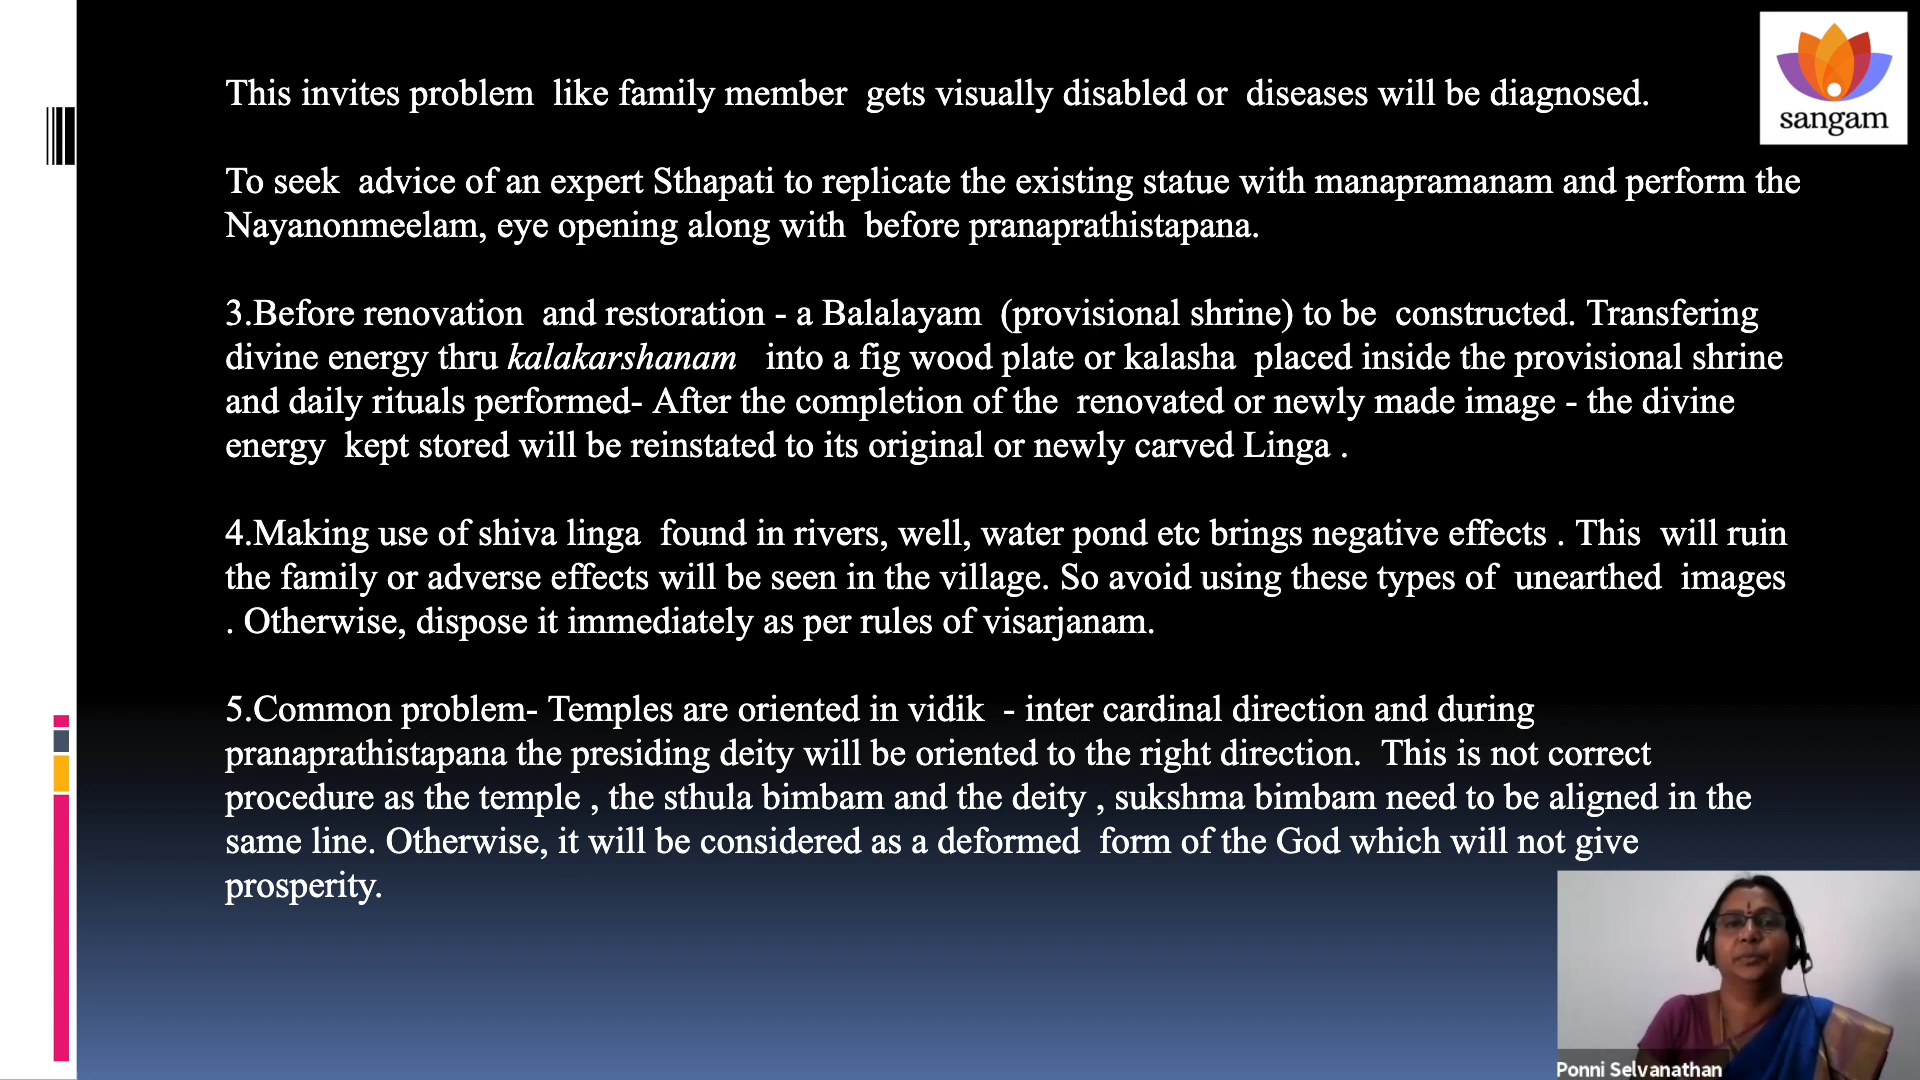 This invites problem  like family member  gets visually disabled or  diseases will be diagnosed.
sangam
To seek  advice of an expert Sthapati to replicate the existing statue with manapramanam and perform the
Nayanonmeelam, eye opening along with  before pranaprathistapana.
3.Before renovation  and restoration - a Balalayam  (provisional shrine) to be  constructed. Transfering
divine energy thru kalakarshanam   into a fig wood plate or kalasha  placed inside the provisional shrine
and daily rituals performed- After the completion of the  renovated or newly made image - the divine
energy  kept stored will be reinstated to its original or newly carved Linga .
4.Making use of shiva linga  found in rivers, well, water pond etc brings negative effects . This  will ruin
the family or adverse effects will be seen in the village. So avoid using these types of  unearthed  images
. Otherwise, dispose it immediately as per rules of visarjanam.
5.Common problem- Temples are oriented in vidik  - inter cardinal direction and during
pranaprathistapana the presiding deity will be oriented to the right direction.  This is not correct
procedure as the temple , the sthula bimbam and the deity , sukshma bimbam need to be aligned in the
same line. Otherwise, it will be considered as a deformed  form of the God which will not give
prosperity.
Ponni Selvanathan